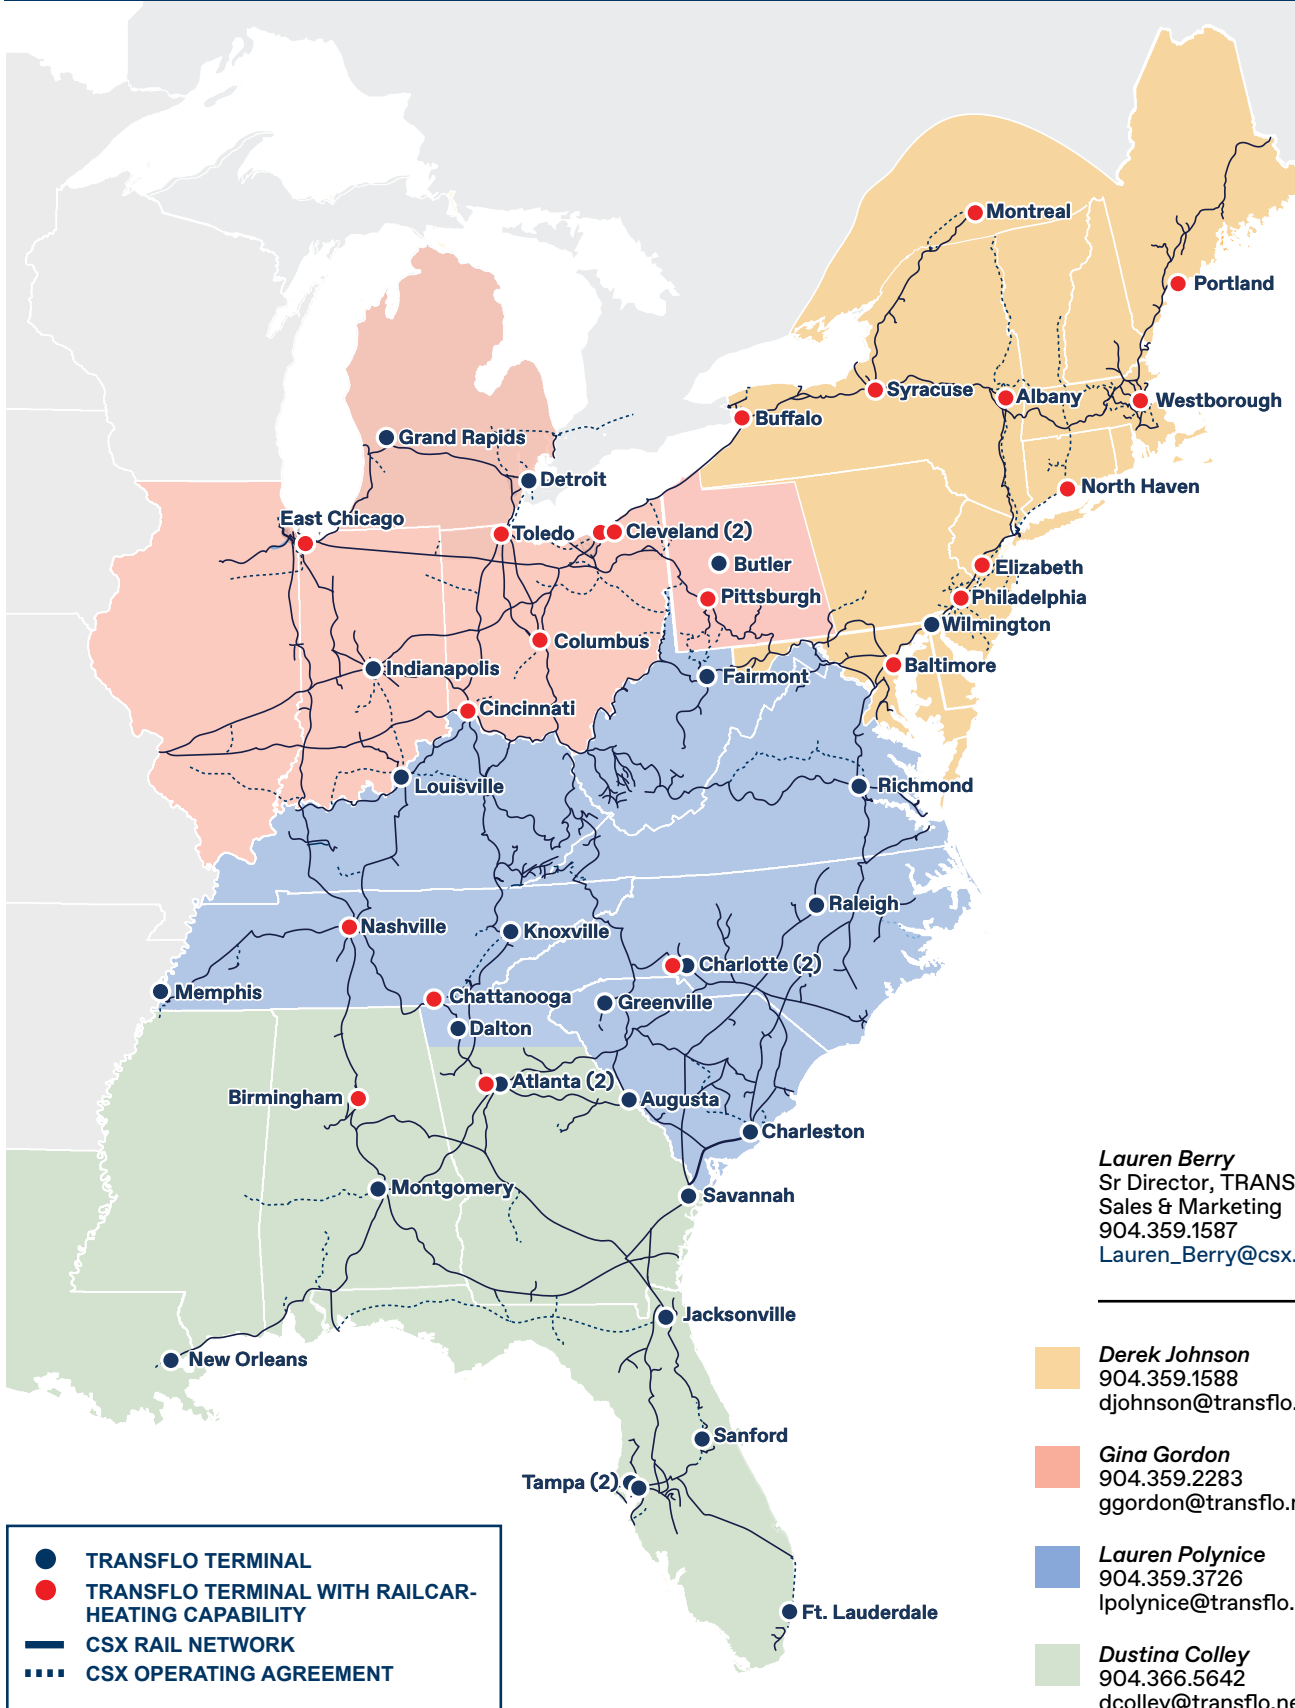 Montreal
Portland
Syracuse
Albany
Westborough
Buffalo
Grand Rapids
Detroit
North Haven
East Chicago
Toledo
Cleveland (2)
Butler
Elizabeth
Pittsburgh
Philadelphia
Wilmington
Columbus
Baltimore
Indianapolis
Fairmont
Cincinnati
Louisville
Richmond
Raleigh
Nashville
Knoxville
Charlotte (2)
Memphis
Chattanooga
Greenville
Dalton
Atlanta (2)
Birmingham
Augusta
Charleston
Montgomery
Savannah
Jacksonville
New Orleans
Sanford
Tampa (2)
Ft. Lauderdale
Lauren Berry
Sr Director, TRANS
Sales & Marketing
904.359.1587
Lauren_Berry@csx.
Derek Johnson
904.359.1588
djohnson@transflo.
Gina Gordon
904.359.2283
ggordon@transflo.n
Lauren Polynice
904.359.3726
lpolynice@transflo.
Dustina Colley
904.366.5642
dcolley@transflo.ne
TRANSFLO TERMINAL
TRANSFLO TERMINAL WITH RAILCAR-
HEATING CAPABILITY
CSX RAIL NETWORK
CSX OPERATING AGREEMENT